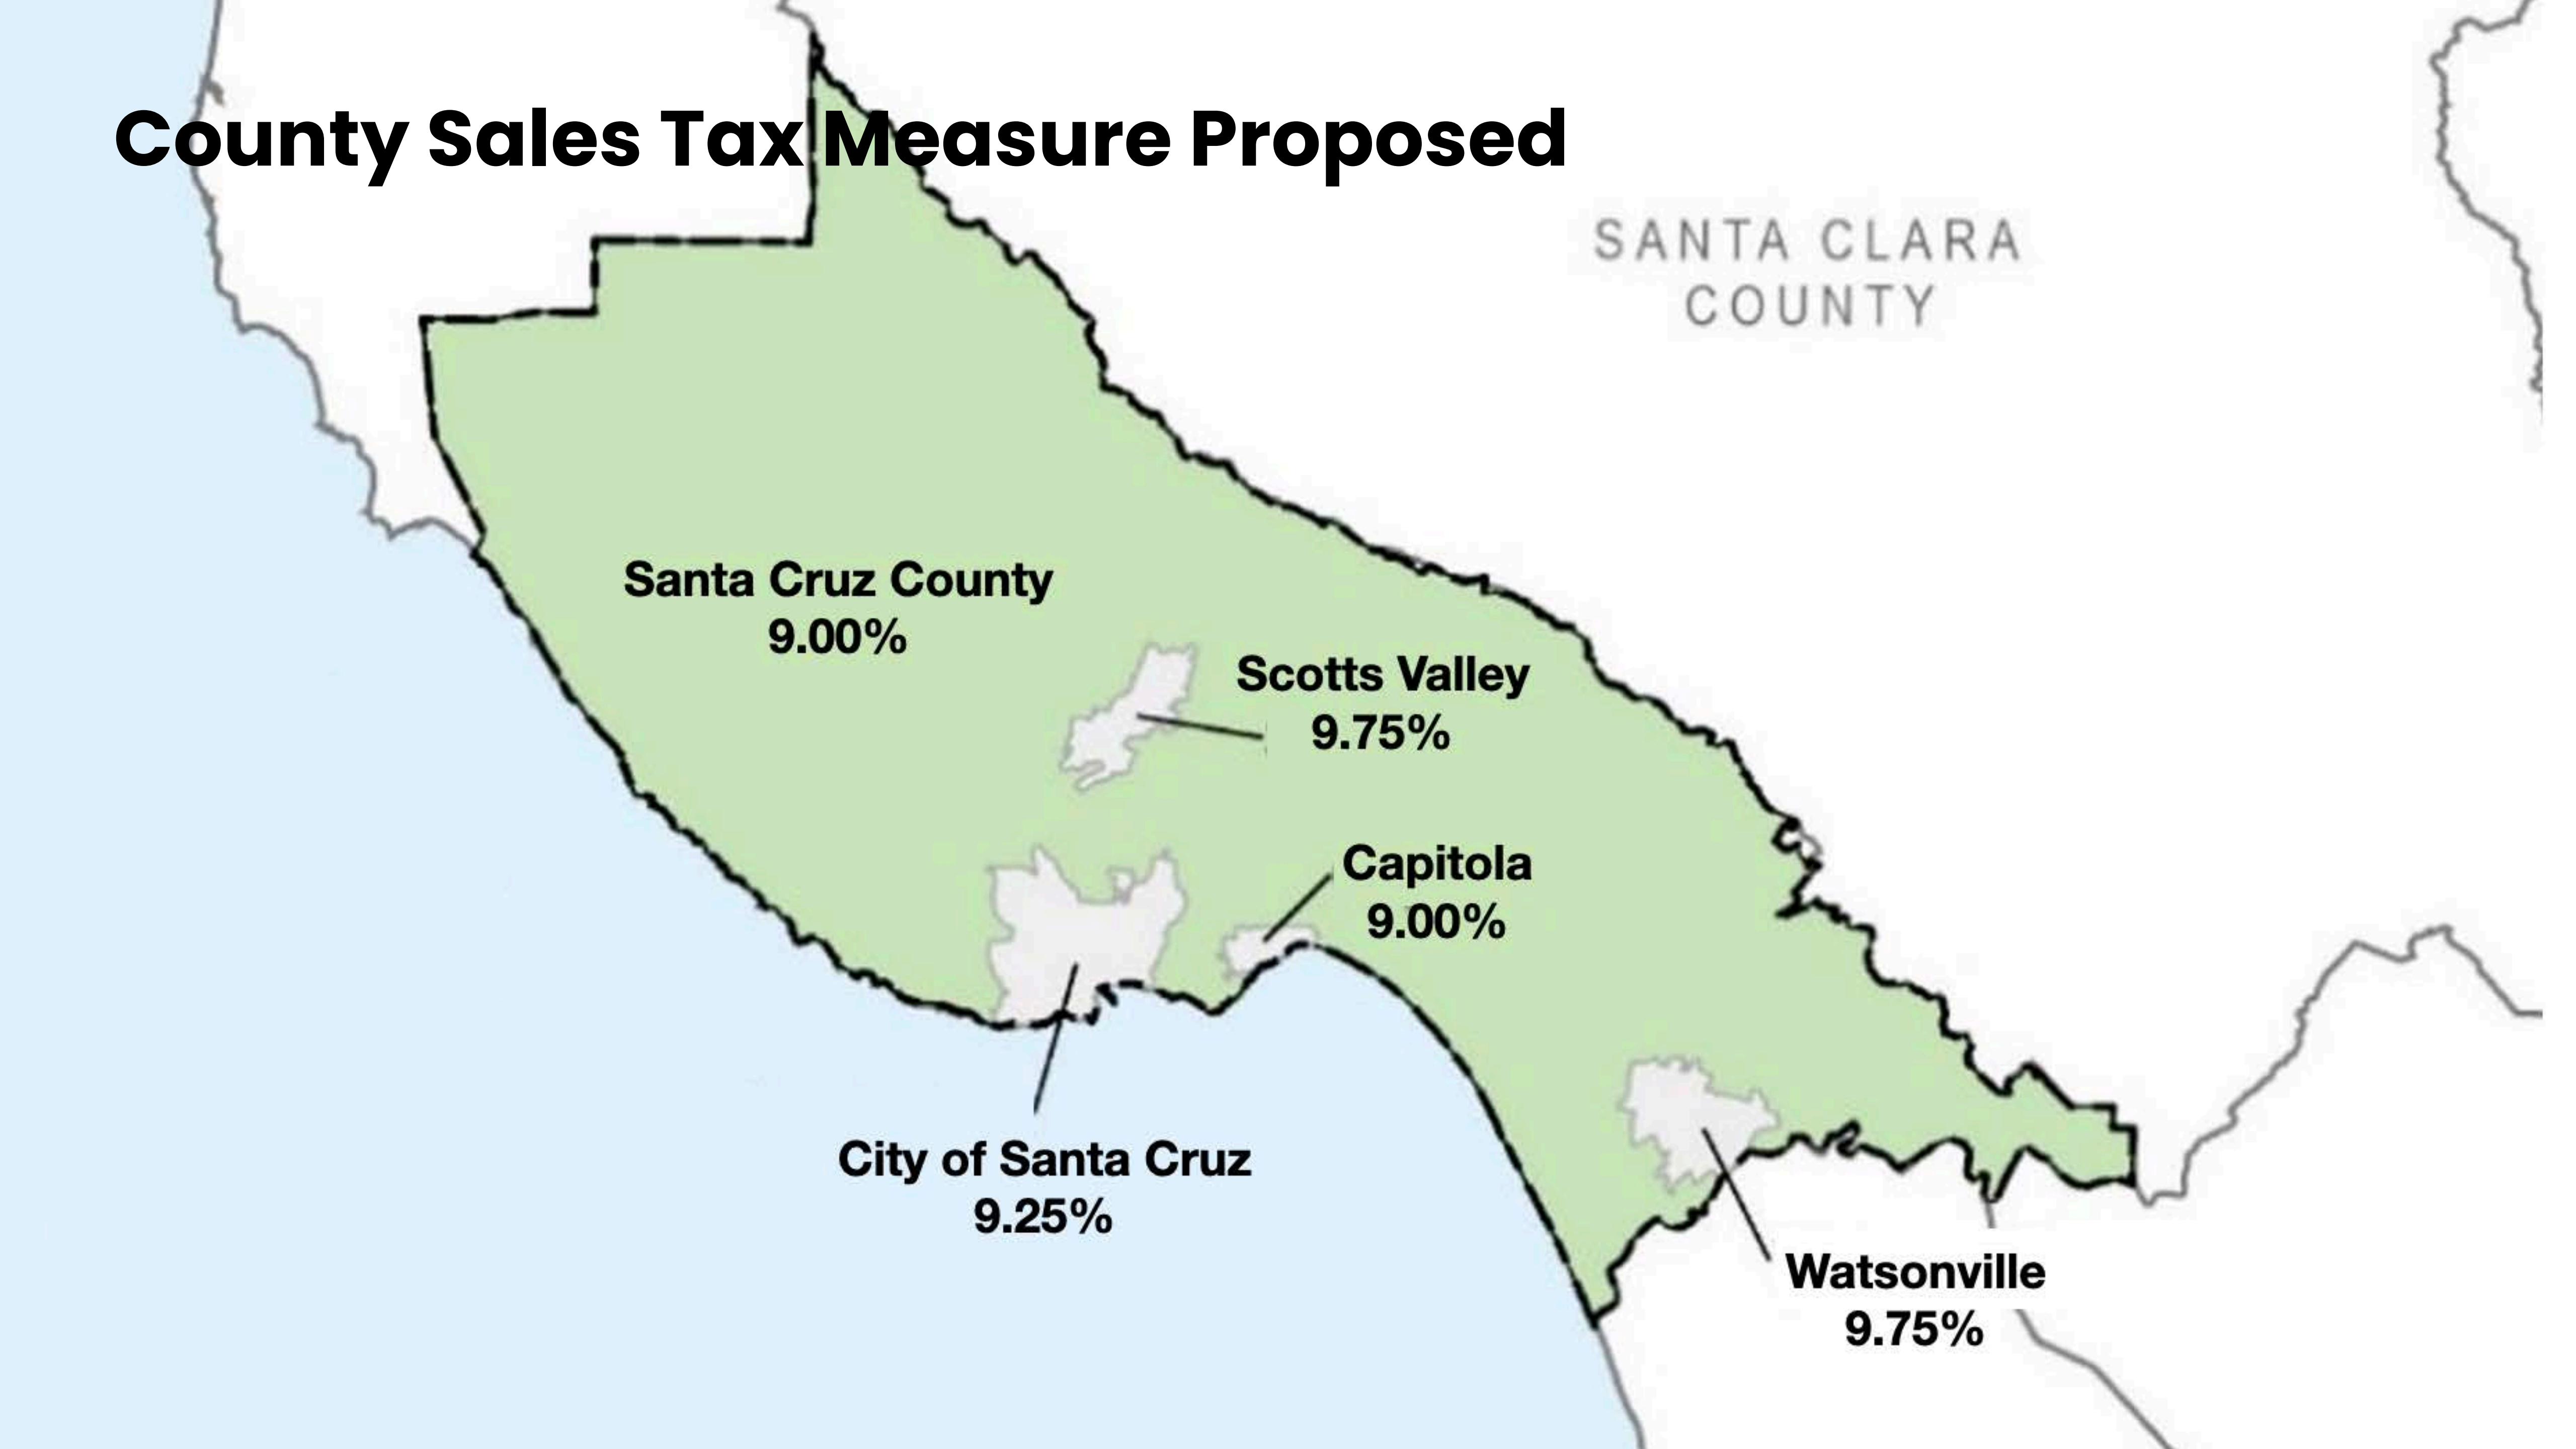 County Sales Tax Measure Proposed
SANTA CLARA
COUNTY
Santa Cruz County
9.00%
Scotts Valley
9.75%
Capitola
9.00%
City of Santa Cruz
9.25%
Watsonville
9.75%